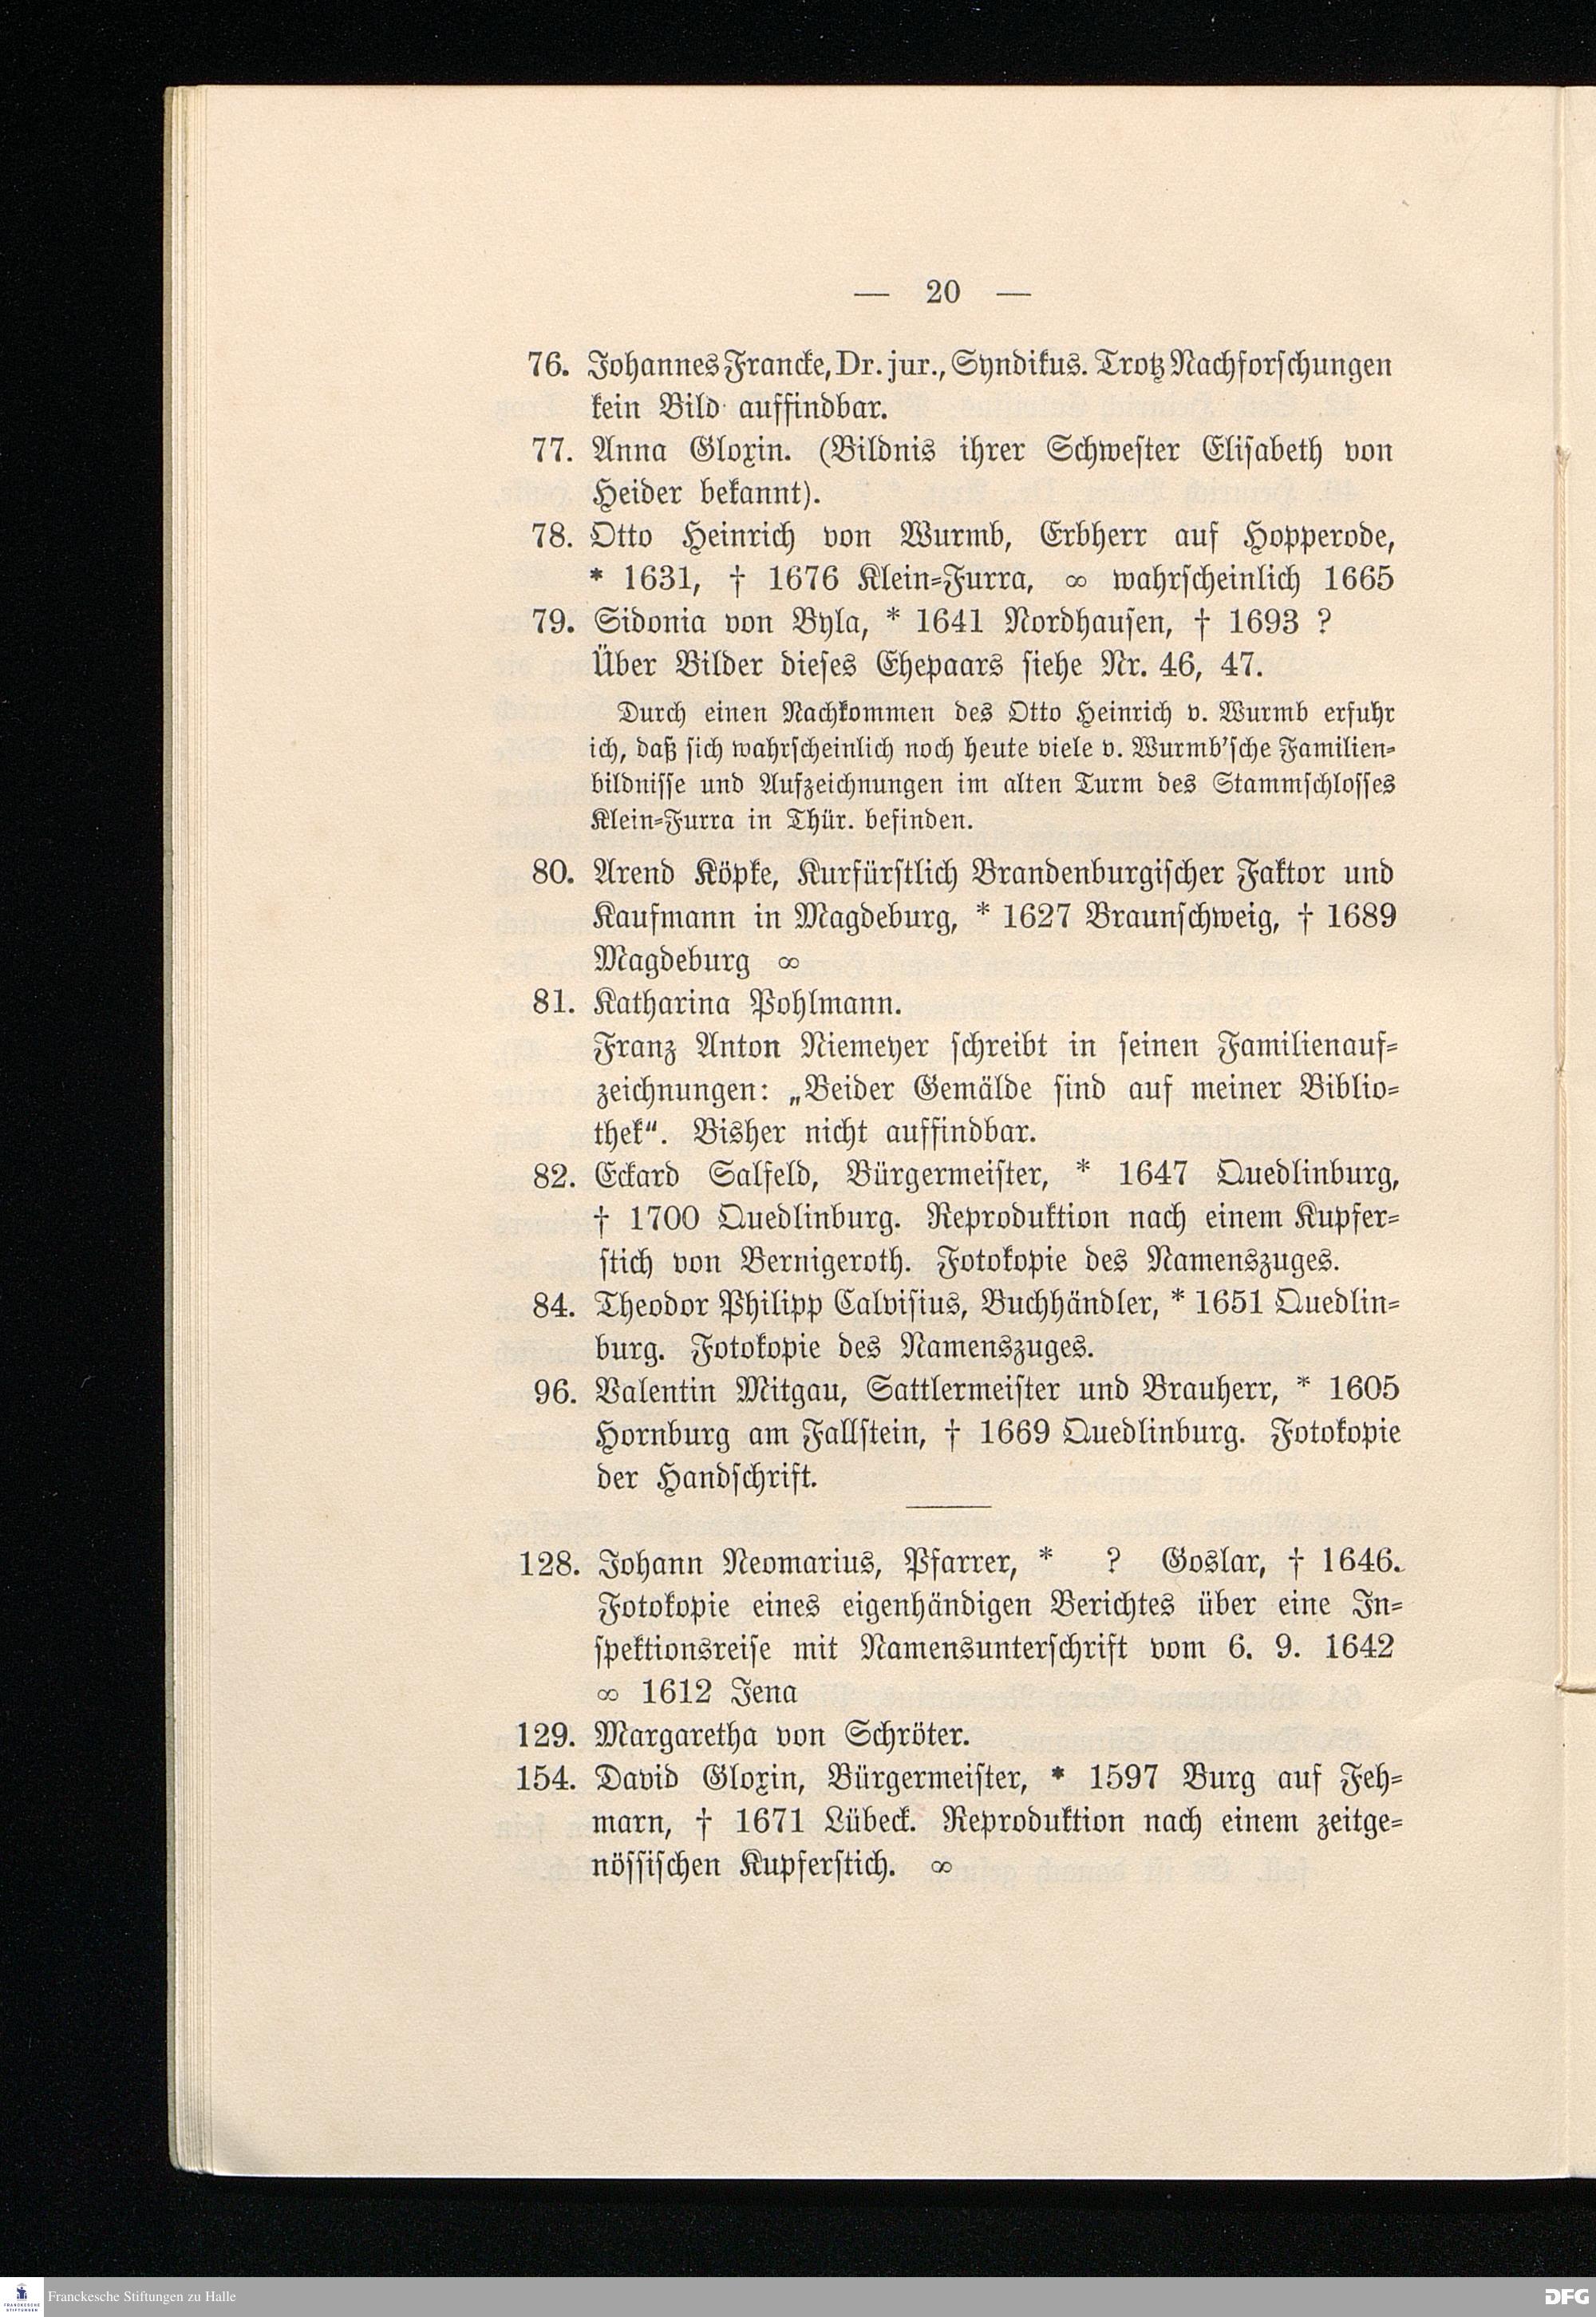 — 20 —
76. Johannes Francke, Dr. jur., Syndikus. Trotz Nachforschungen
kein Bild auffindbar.
77. Anna Gloxin. (Bildnis ihrer Schwester Elisabeth von
Heider bekannt).
78. Otto Heinrich von Wurmb, Erbherr auf Hopperode,
* 1631, † 1676 Klein-Furra, ∞ wahrscheinlich 1665
79. Sidonia von Byla, * 1641 Nordhausen, † 1693 ?
Über Bilder dieses Ehepaars siehe Nr. 46, 47.
Durch einen Nachkommen des Otto Heinrich v. Wurmb erfuhr
ich, daß sich wahrscheinlich noch heute viele v. Wurmb'sche Familien-
bildnisse und Aufzeichnungen im alten Turm des Stammschlosses
Klein-Furra in Thür. befinden.
80. Arend Köpke, Kurfürstlich Brandenburgischer Faktor und
Kaufmann in Magdeburg, * 1627 Braunschweig, † 1689
Magdeburg ∞
81. Katharina Pohlmann.
Franz Anton Niemeyer schreibt in seinen Familienauf-
zeichnungen: „Beider Gemälde sind auf meiner Biblio-
thek“. Bisher nicht auffindbar.
82. Eckard Salfeld, Bürgermeister, * 1647 Quedlinburg,
† 1700 Quedlinburg. Reproduktion nach einem Kupfer-
stich von Bernigeroth. Fotokopie des Namenszuges.
84. Theodor Philipp Calvisius, Buchhändler, * 1651 Quedlin-
burg. Fotokopie des Namenszuges.
96. Valentin Mitgau, Sattlermeister und Brauherr, * 1605
Hornburg am Fallstein, † 1669 Quedlinburg. Fotokopie
der Handschrift.
128. Johann Neomarius, Pfarrer, * ? Goslar, † 1646.
Fotokopie eines eigenhändigen Berichtes über eine In-
spektionsreise mit Namensunterschrift vom 6. 9. 1642
∞ 1612 Jena
129. Margaretha von Schröter.
154. David Gloxin, Bürgermeister, * 1597 Burg auf Feh-
marn, † 1671 Lübeck. Reproduktion nach einem zeitge-
nössischen Kupferstich. ∞
FRANCKESCHE
STIFTUNGEN
Franckesche Stiftungen zu Halle
DFG